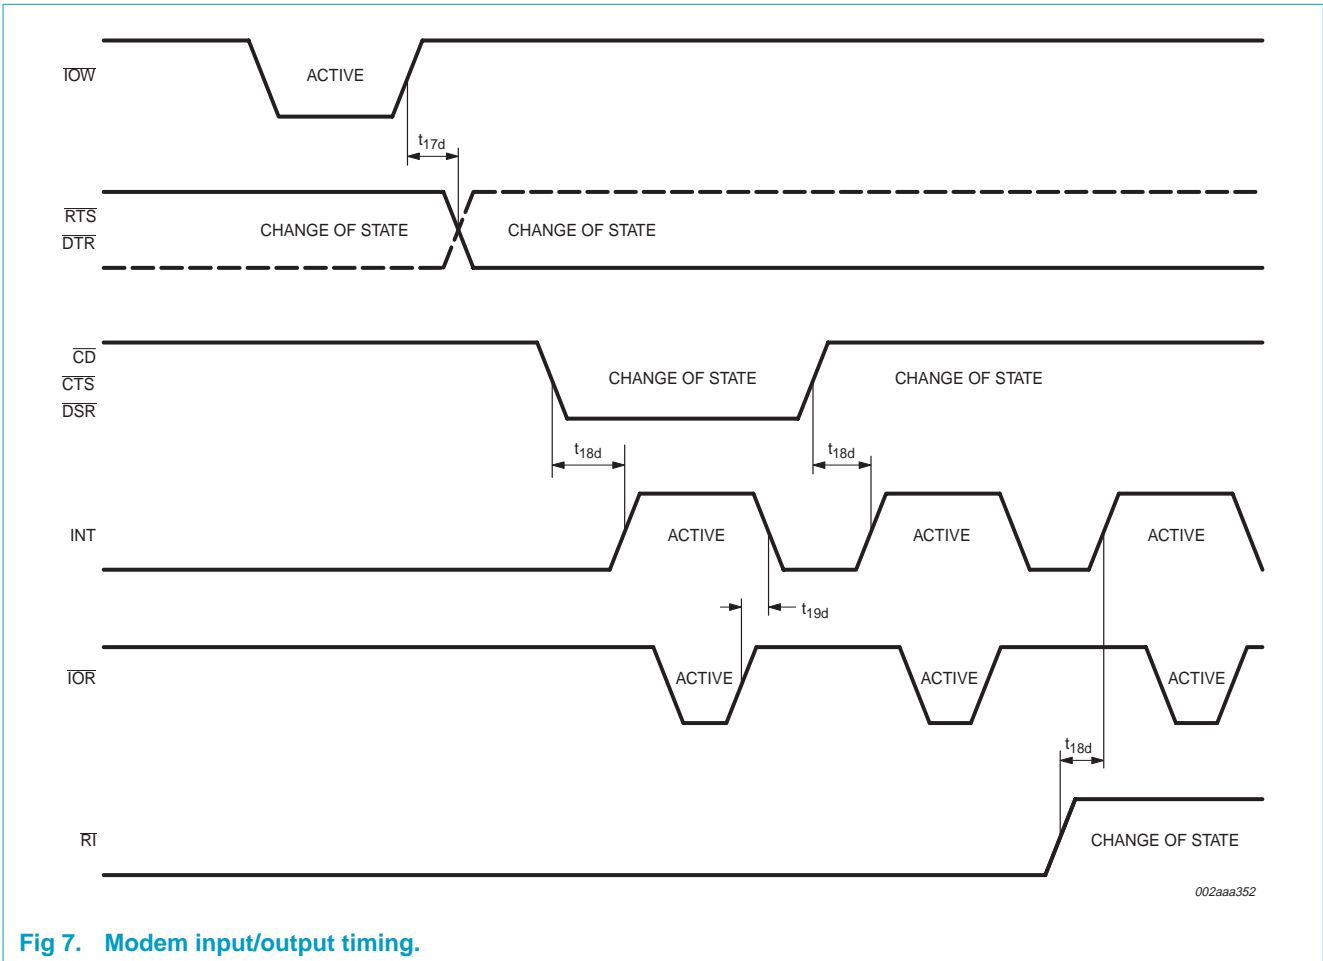 IOW
ACTIVE
t17d
RTS
DTR
CHANGE OF STATE
CHANGE OF STATE
CD
CTS
DSR
CHANGE OF STATE
CHANGE OF STATE
t18d
t18d
INT
ACTIVE
ACTIVE
ACTIVE
t19d
IOR
ACTIVE
ACTIVE
ACTIVE
t18d
RI
CHANGE OF STATE
002aaa352
Fig 7. Modem input/output timing.